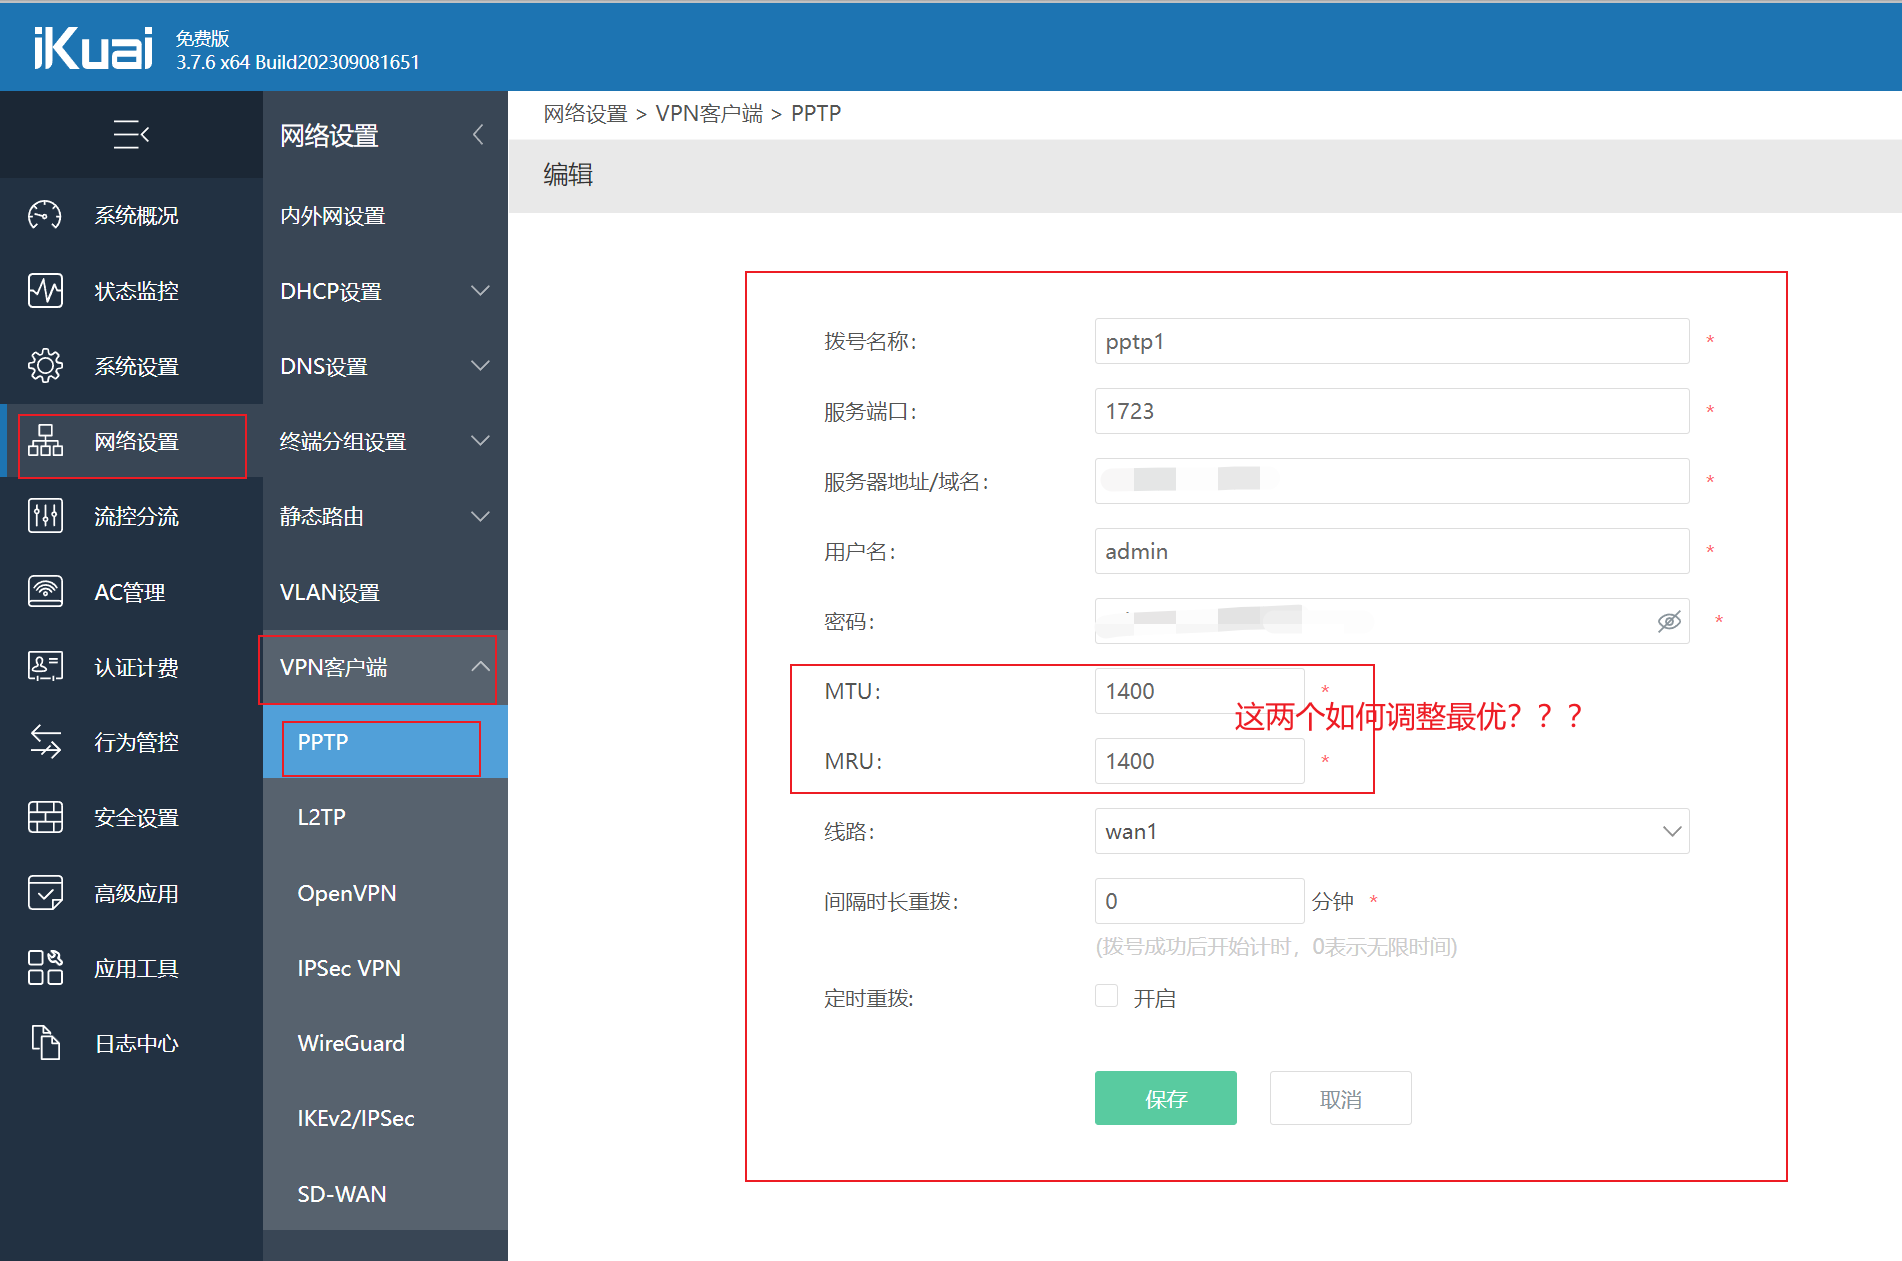 iKuai
免费版
3.7.6 x64 Build202309081651
系统概况
状态监控
系统设置
网络设置
流控分流
AC管理
认证计费
行为管控
安全设置
高级应用
应用工具
日志中心
网络设置
内外网设置
DHCP设置
DNS设置
终端分组设置
静态路由
VLAN设置
VPN客户端
PPTP
L2TP
OpenVPN
IPSec VPN
WireGuard
IKEv2/IPSec
SD-WAN
网络设置 > VPN客户端 > PPTP
编辑
拨号名称: pptp1 *
服务端口: 1723 *
服务器地址/域名: *
用户名: admin *
密码: *
MTU: 1400 *
这两个如何调整最优？？？
MRU: 1400 *
线路: wan1
间隔时长重拨: 0 分钟 *
(拨号成功后开始计时，0表示无限时间)
定时重拨: 开启
保存 取消